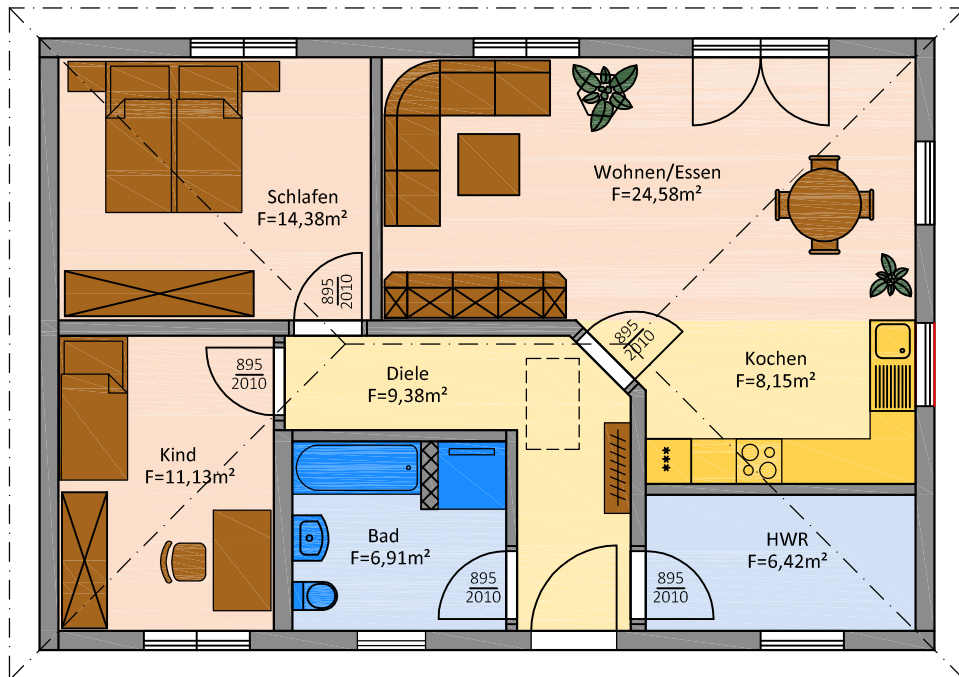 Schlafen
F=14,38m²
Wohnen/Essen
F=24,58m²
895
2010
895
2010
895
2010
Diele
F=9,38m²
Kochen
F=8,15m²
Kind
F=11,13m²
***
Bad
F=6,91m²
HWR
F=6,42m²
895
2010
895
2010